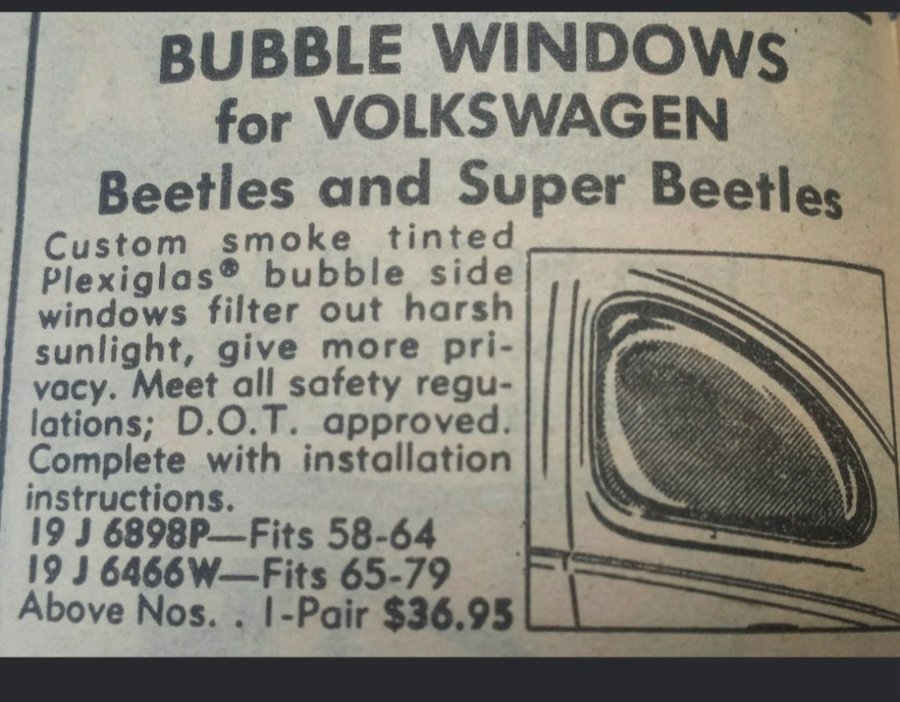 BUBBLE WINDOWS
for VOLKSWAGEN
Beetles and Super Beetles
Custom smoke tinted
Plexiglas® bubble side
windows filter out harsh
sunlight, give more pri-
vacy. Meet all safety regu-
lations; D.O.T. approved.
Complete with installation
instructions.
19 J 6898P—Fits 58-64
19 J 6466W—Fits 65-79
Above Nos. . 1-Pair $36.95